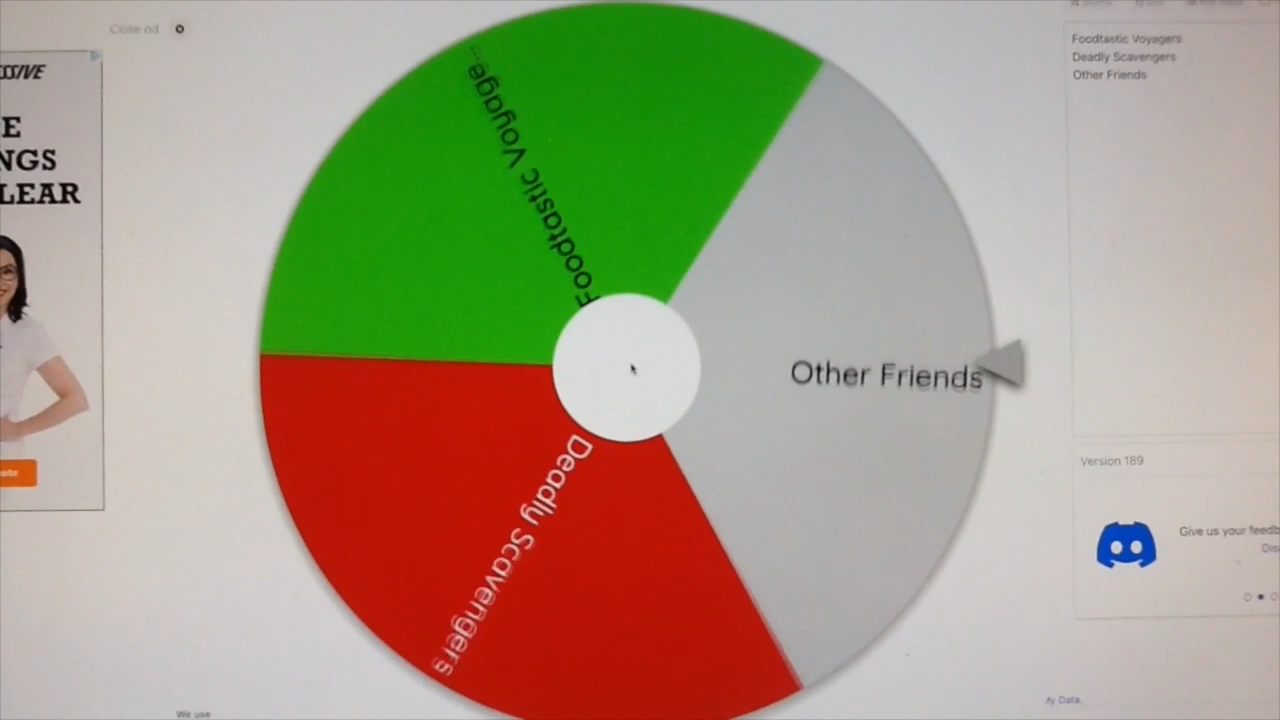 Close ad
Foodtastic Voyagers
Deadly Scavengers
Other Friends
NGS
LEAR
Foodtastic Voyage...
Other Friends
Deadly Scavengers
Version 189
Give us your
We use
Data.